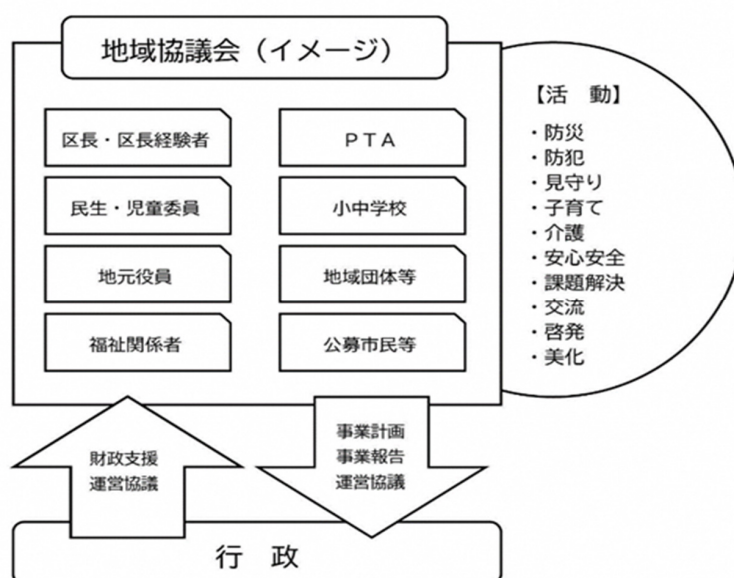 地域協議会（イメージ）
区長・区長経験者
民生・児童委員
地元役員
福祉関係者
ＰＴＡ
小中学校
地域団体等
公募市民等
【活　動】
・防災
・防犯
・見守り
・子育て
・介護
・安心安全
・課題解決
・交流
・啓発
・美化
財政支援
運営協議
事業計画
事業報告
運営協議
行　政